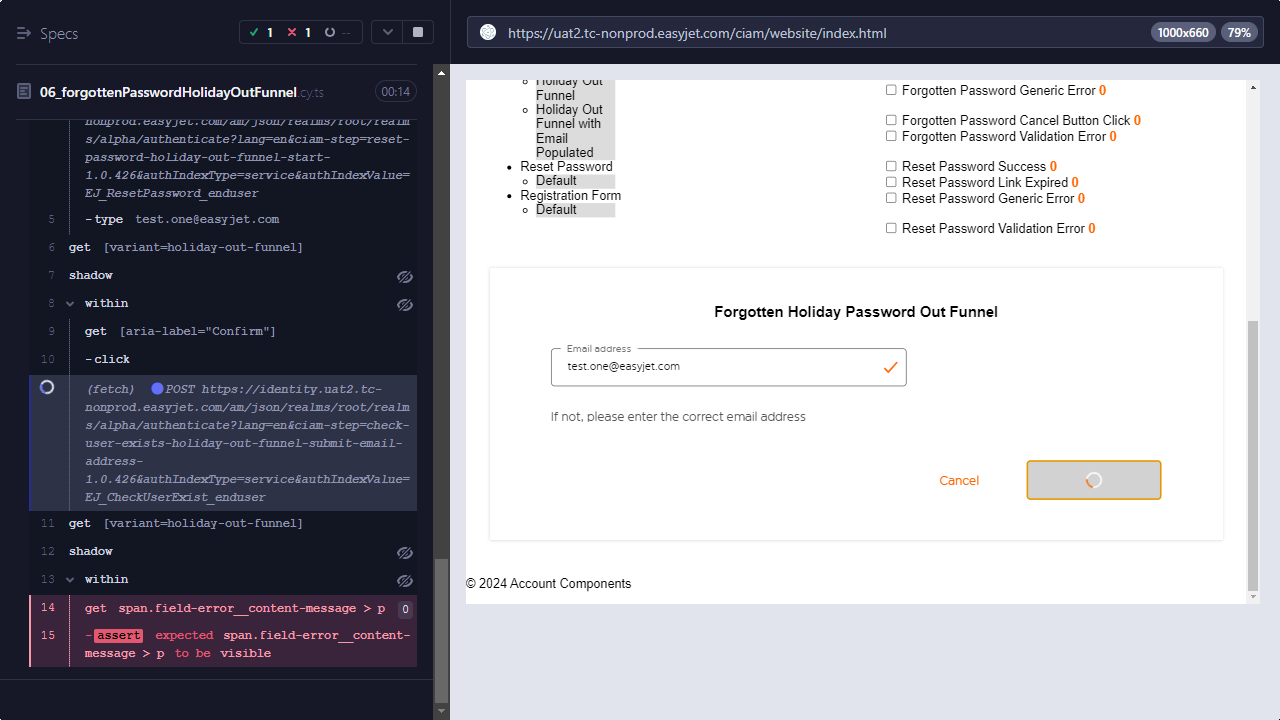 Specs
1
1
--
https://uat2.tc-nonprod.easyjet.com/ciam/website/index.html
1000x660
79%
06_forgottenPasswordHolidayOutFunnel.cy.ts
00:14
nonprod.easyjet.com/am/json/realms/root/realm
s/alpha/authenticate?lang=en&ciam-step=reset-
password-holiday-out-funnel-start-
1.0.426&authIndexType=service&authIndexValue=
EJ_ResetPassword_enduser
5 -type test.one@easyjet.com
6 get [variant=holiday-out-funnel]
7 shadow
8 within
9 get [aria-label="Confirm"]
10 -click
(fetch) POST https://identity.uat2.tc-
nonprod.easyjet.com/am/json/realms/root/realm
s/alpha/authenticate?lang=en&ciam-step=check-
user-exists-holiday-out-funnel-submit-email-
address-
1.0.426&authIndexType=service&authIndexValue=
EJ_CheckUserExist_enduser
11 get [variant=holiday-out-funnel]
12 shadow
13 within
14 get span.field-error__content-message > p 0
15 -assert expected span.field-error__content-
message > p to be visible
Holiday Out
Funnel
Holiday Out
Funnel with
Email
Populated
Reset Password
Default
Registration Form
Default
Forgotten Password Generic Error 0
Forgotten Password Cancel Button Click 0
Forgotten Password Validation Error 0
Reset Password Success 0
Reset Password Link Expired 0
Reset Password Generic Error 0
Reset Password Validation Error 0
Forgotten Holiday Password Out Funnel
Email address
test.one@easyjet.com
If not, please enter the correct email address
Cancel
© 2024 Account Components